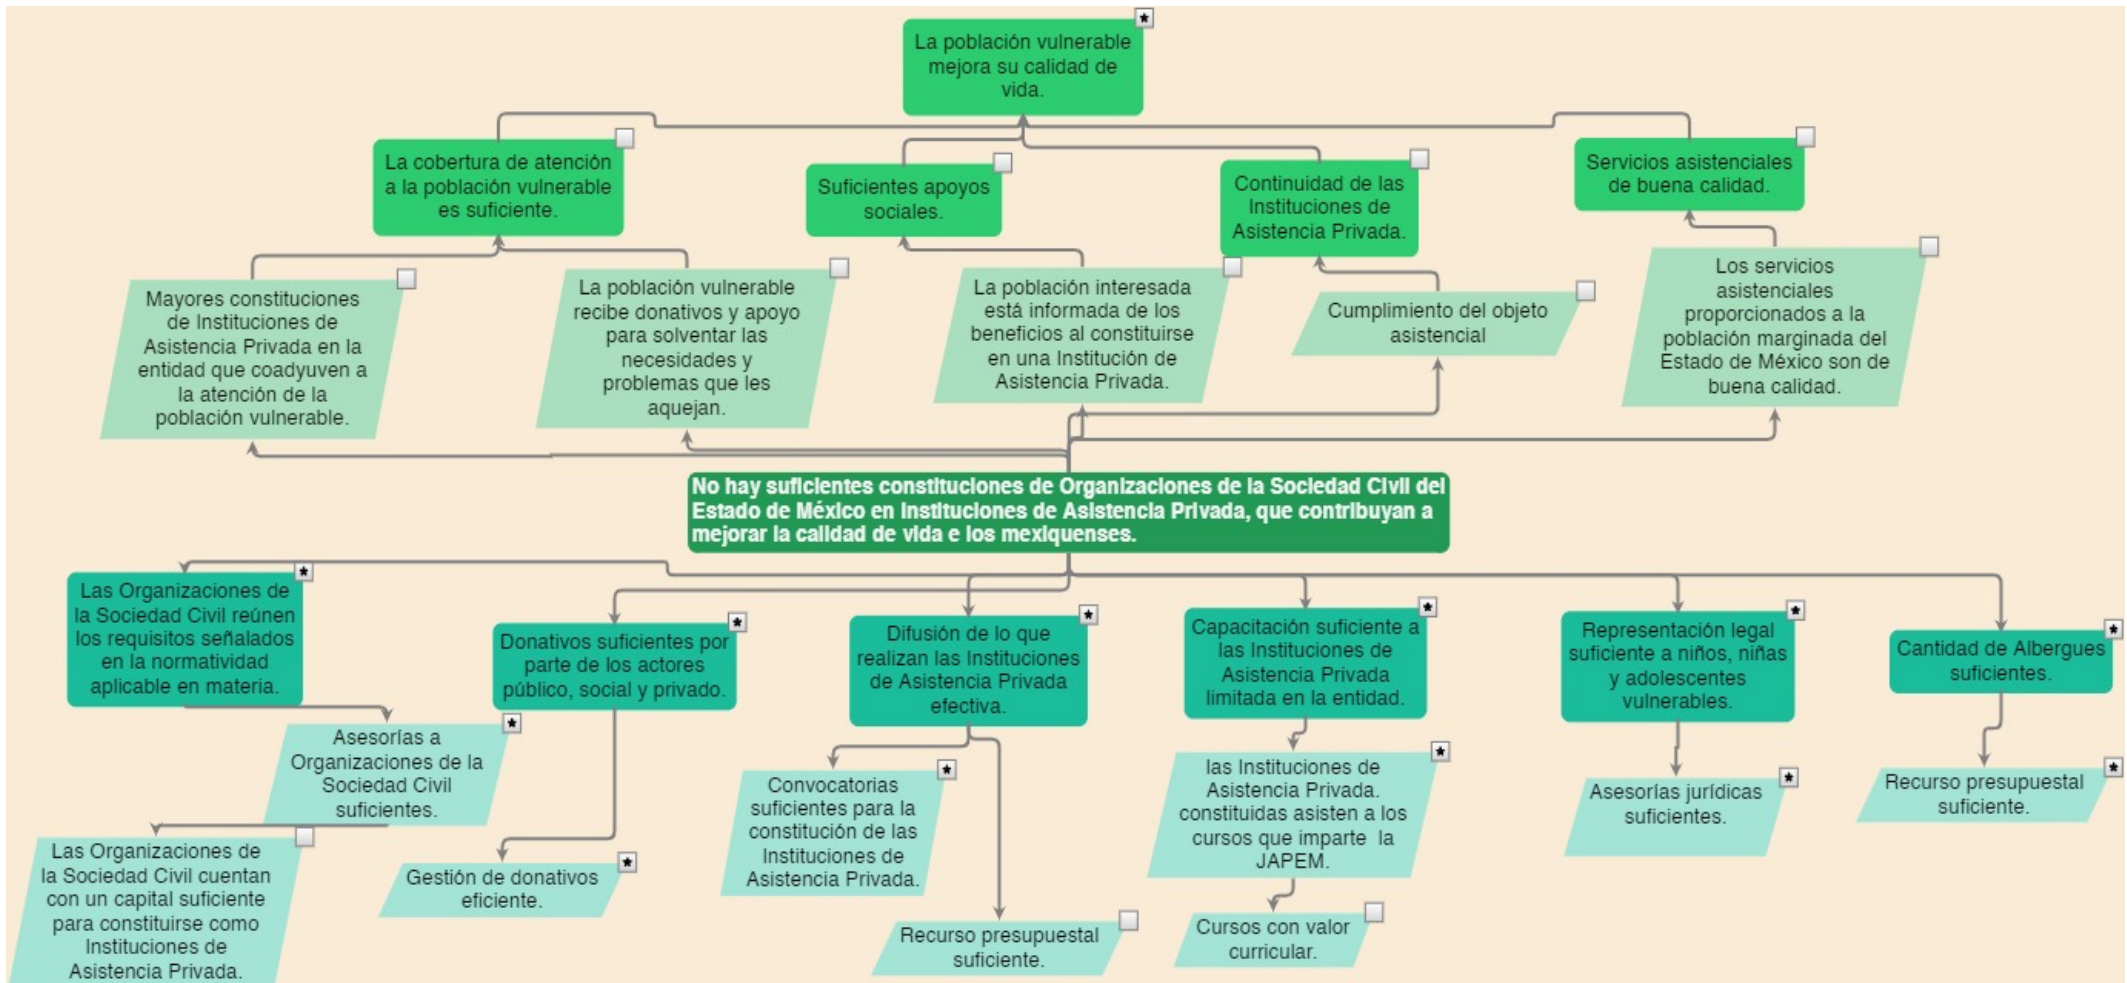 La población vulnerable
mejora su calidad de
vida.
La cobertura de atención
a la población vulnerable
es suficiente.
Suficientes apoyos
sociales.
Continuidad de las
Instituciones de
Asistencia Privada.
Servicios asistenciales
de buena calidad.
Mayores constituciones
de Instituciones de
Asistencia Privada en la
entidad que coadyuven a
la atención de la
población vulnerable.
La población vulnerable
recibe donativos y apoyo
para solventar las
necesidades y
problemas que les
aquejan.
La población interesada
está informada de los
beneficios al constituirse
en una Institución de
Asistencia Privada.
Cumplimiento del objeto
asistencial
Los servicios
asistenciales
proporcionados a la
población marginada del
Estado de México son de
buena calidad.
No hay suficientes constituciones de Organizaciones de la Sociedad Civil del
Estado de México en Instituciones de Asistencia Privada, que contribuyan a
mejorar la calidad de vida e los mexiquenses.
Las Organizaciones de
la Sociedad Civil reúnen
los requisitos señalados
en la normatividad
aplicable en materia.
Donativos suficientes por
parte de los actores
público, social y privado.
Difusión de lo que
realizan las Instituciones
de Asistencia Privada
efectiva.
Capacitación suficiente a
las Instituciones de
Asistencia Privada
limitada en la entidad.
Representación legal
suficiente a niños, niñas
y adolescentes
vulnerables.
Cantidad de Albergues
suficientes.
Asesorías a
Organizaciones de la
Sociedad Civil
suficientes.
Convocatorias
suficientes para la
constitución de las
Instituciones de
Asistencia Privada.
las Instituciones de
Asistencia Privada.
constituidas asisten a los
cursos que imparte la
JAPEM.
Asesorías jurídicas
suficientes.
Recurso presupuestal
suficiente.
Las Organizaciones de
la Sociedad Civil cuentan
con un capital suficiente
para constituirse como
Instituciones de
Asistencia Privada.
Gestión de donativos
eficiente.
Recurso presupuestal
suficiente.
Cursos con valor
curricular.